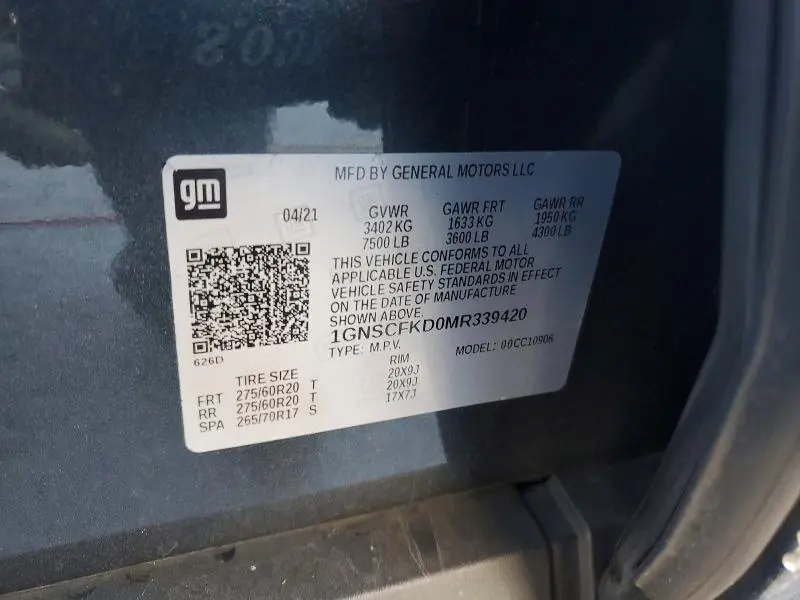 gm
MFD BY GENERAL MOTORS LLC
04/21
GVWR GAWR FRT GAWR RR
3402 KG 1633 KG 1950 KG
7500 LB 3600 LB 4300 LB
THIS VEHICLE CONFORMS TO ALL
APPLICABLE U.S. FEDERAL MOTOR
VEHICLE SAFETY STANDARDS IN EFFECT
ON THE DATE OF MANUFACTURE
SHOWN ABOVE.
1GNSCFKD0MR339420
TYPE: M.P.V. MODEL: 00CC10906
626D
TIRE SIZE RIM
FRT 275/60R20 T 20X9J
RR 275/60R20 T 20X9J
SPA 265/70R17 S 17X7J